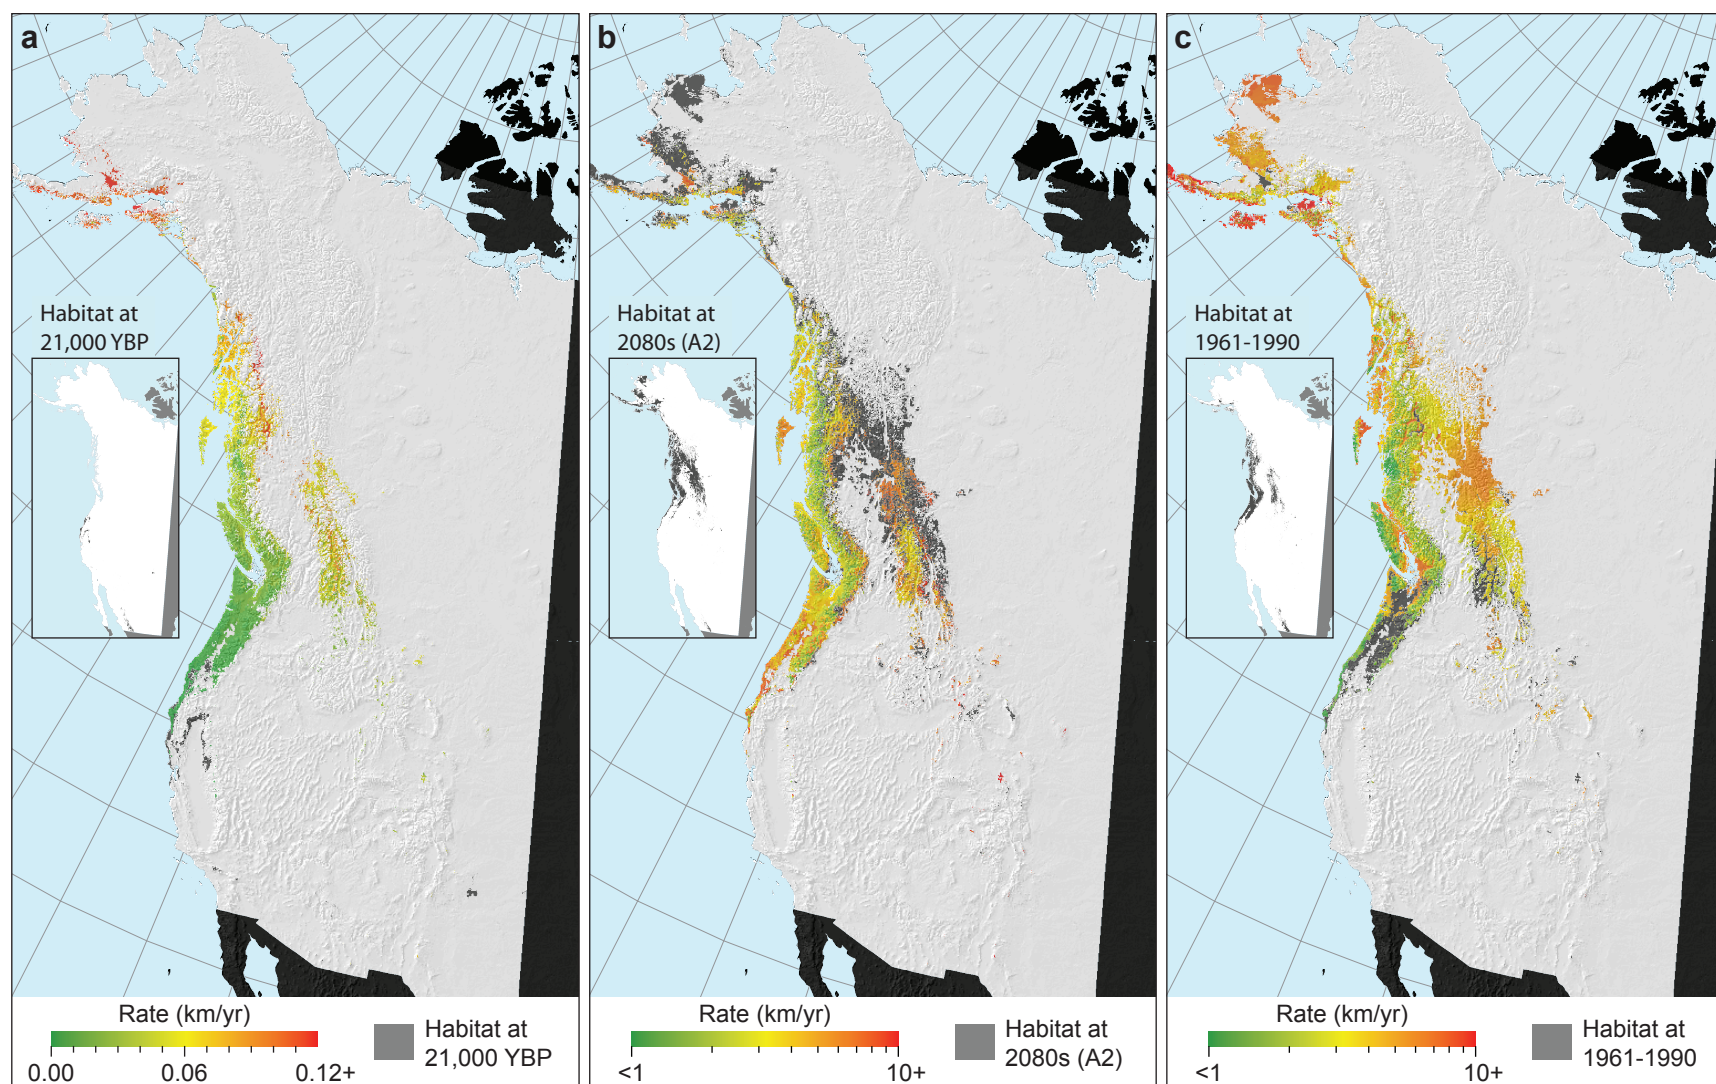 a
Habitat at
21,000 YBP
Rate (km/yr)
0.00
0.06
0.12+
Habitat at
21,000 YBP
b
Habitat at
2080s (A2)
Rate (km/yr)
<1
10+
Habitat at
2080s (A2)
c
Habitat at
1961-1990
Rate (km/yr)
<1
10+
Habitat at
1961-1990